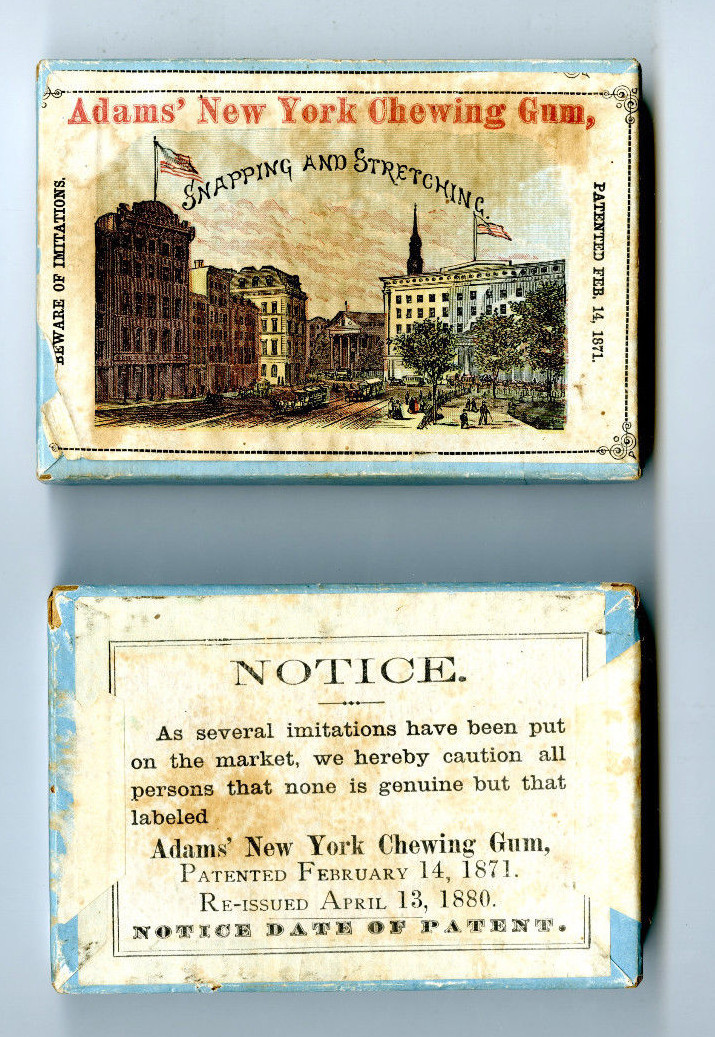 Adams' New York Chewing Gum,
SNAPPING AND STRETCHING.
BEWARE OF IMITATIONS.
PATENTED FEB. 14, 1871.
NOTICE.
As several imitations have been put
on the market, we hereby caution all
persons that none is genuine but that
labeled
Adams' New York Chewing Gum,
PATENTED FEBRUARY 14, 1871.
RE-ISSUED APRIL 13, 1880.
NOTICE DATE OF PATENT.